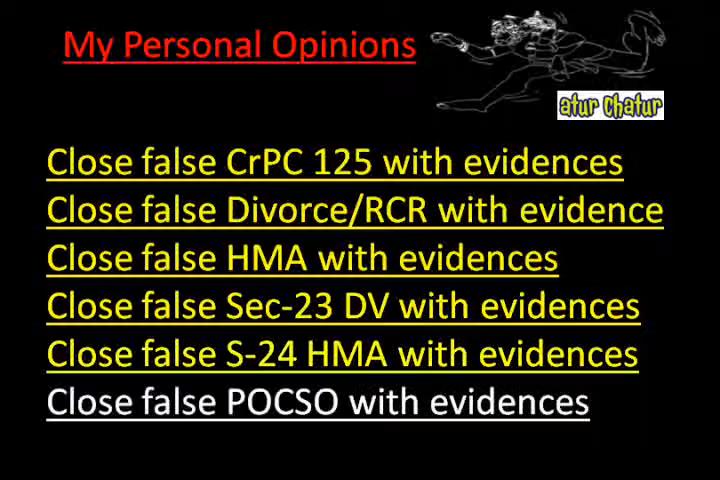 My Personal Opinions
atur Chatur
Close false CrPC 125 with evidences
Close false Divorce/RCR with evidence
Close false HMA with evidences
Close false Sec-23 DV with evidences
Close false S-24 HMA with evidences
Close false POCSO with evidences